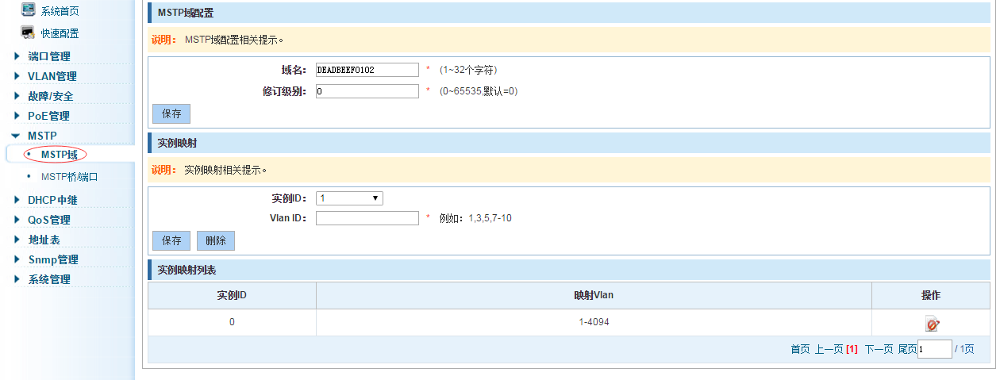 系统首页
快速配置
端口管理
VLAN管理
故障/安全
PoE管理
MSTP
MSTP域
MSTP桥/端口
DHCP中继
QoS管理
地址表
Snmp管理
系统管理
MSTP域配置
说明： MSTP域配置相关提示。
域名： DEADBEEF0102 * (1~32个字符)
修订级别： 0 * (0~65535,默认=0)
保存
实例映射
说明： 实例映射相关提示。
实例ID： 1
Vlan ID： * 例如：1,3,5,7-10
保存 删除
实例映射列表
实例ID 映射Vlan 操作
0 1-4094
首页 上一页 [1] 下一页 尾页 1 / 1页